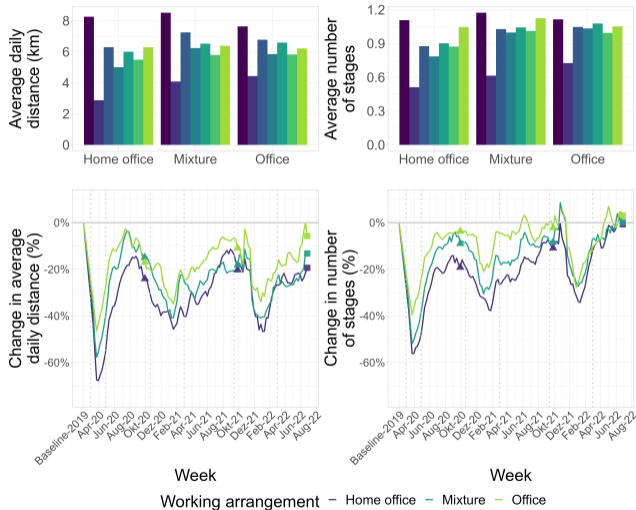 Average daily
distance (km)
8
6
4
2
0
Home office
Mixture
Office
Average number
of stages
1.2
0.9
0.6
0.3
0.0
Home office
Mixture
Office
Change in average
daily distance (%)
0%
-20%
-40%
-60%
Baseline-2019
Apr-20
Jun-20
Aug-20
Okt-20
Dez-20
Feb-21
Apr-21
Jun-21
Aug-21
Okt-21
Dez-21
Feb-22
Apr-22
Jun-22
Aug-22
Week
Change in number
of stages (%)
0%
-20%
-40%
-60%
Baseline-2019
Apr-20
Jun-20
Aug-20
Okt-20
Dez-20
Feb-21
Apr-21
Jun-21
Aug-21
Okt-21
Dez-21
Feb-22
Apr-22
Jun-22
Aug-22
Week
Working arrangement Home office Mixture Office